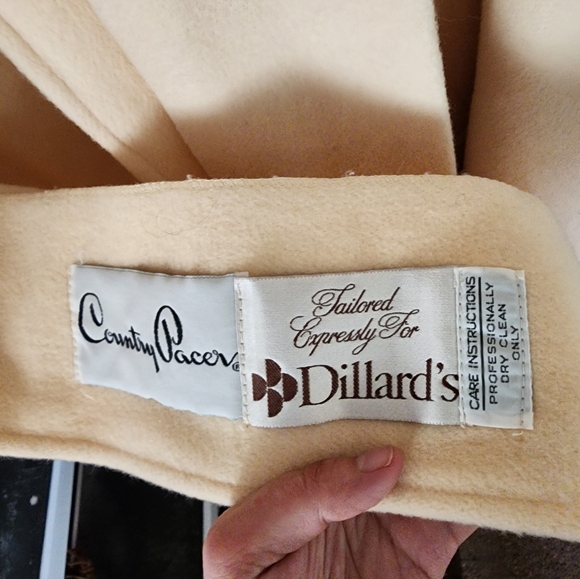 Country Pacer®
Tailored
Expressly For
Dillard's
CARE INSTRUCTIONS
PROFESSIONALLY
DRY CLEAN
ONLY